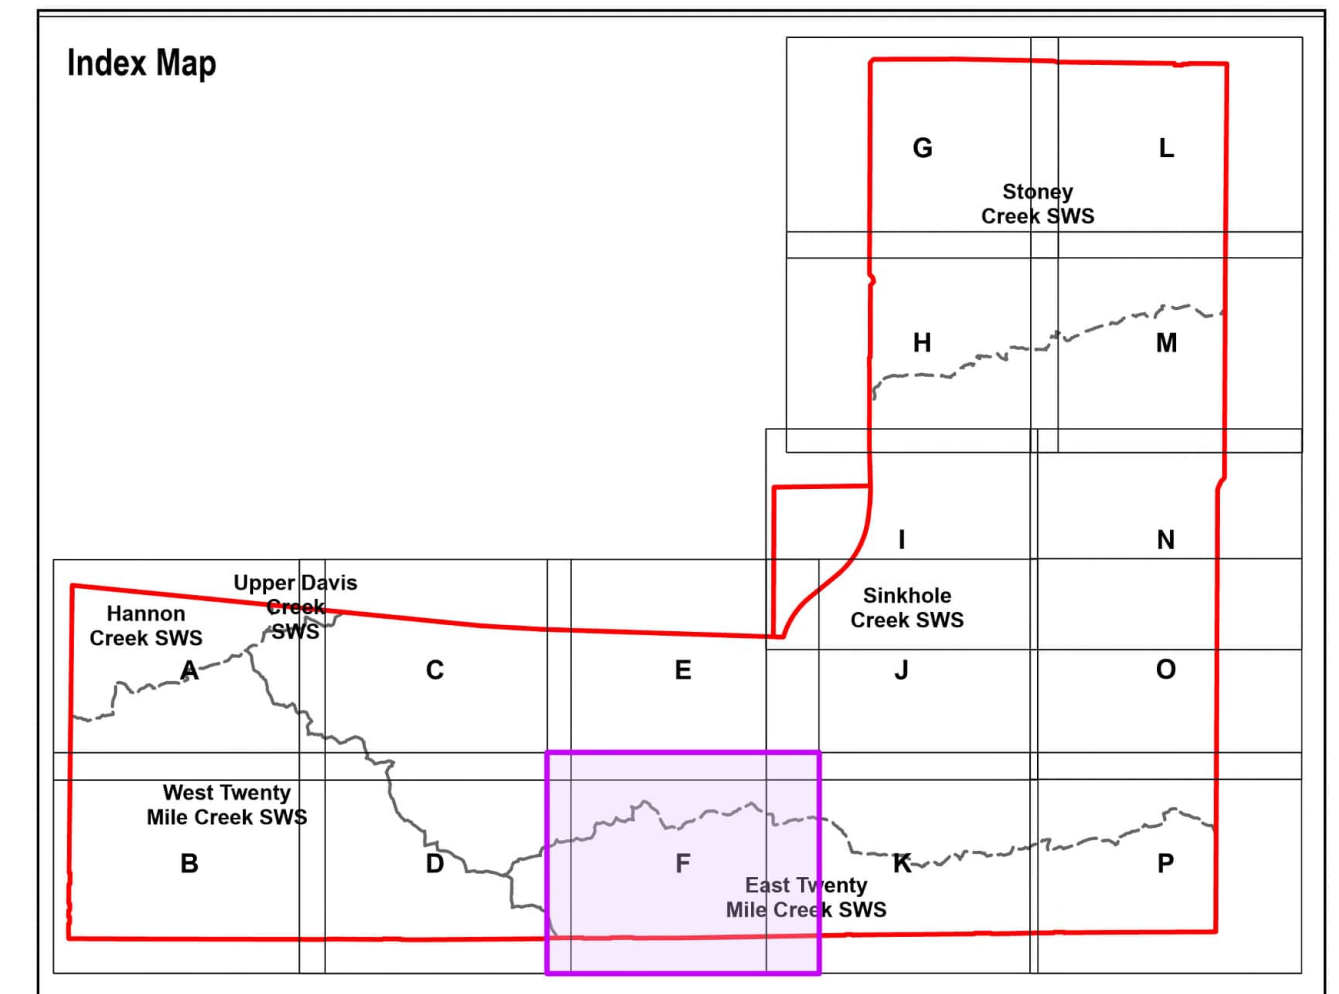 Index Map
G
L
Stoney
Creek SWS
H
M
I
N
Sinkhole
Creek SWS
Upper Davis
Creek
SWS
Hannon
Creek SWS
A
C
E
J
O
West Twenty
Mile Creek SWS
B
D
F
K
P
East Twenty
Mile Creek SWS